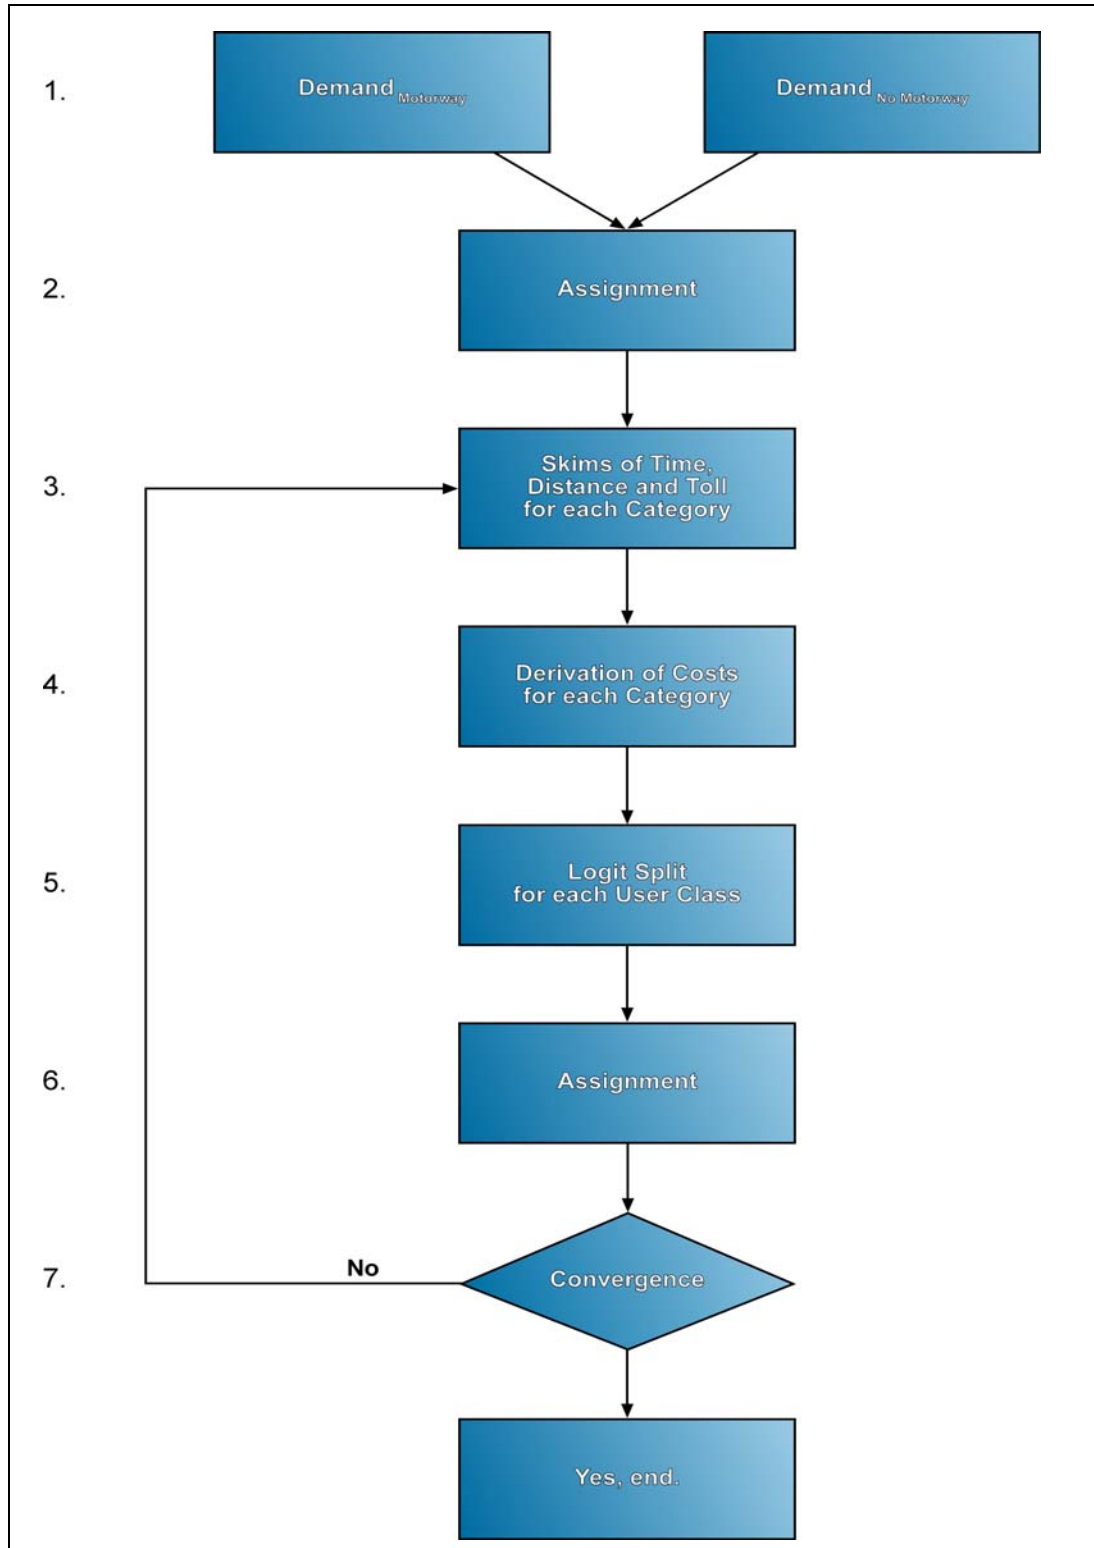 1.
Demand Motorway
Demand No Motorway
2.
Assignment
3.
Skims of Time,
Distance and Toll
for each Category
4.
Derivation of Costs
for each Category
5.
Logit Split
for each User Class
6.
Assignment
7.
No
Convergence
Yes, end.